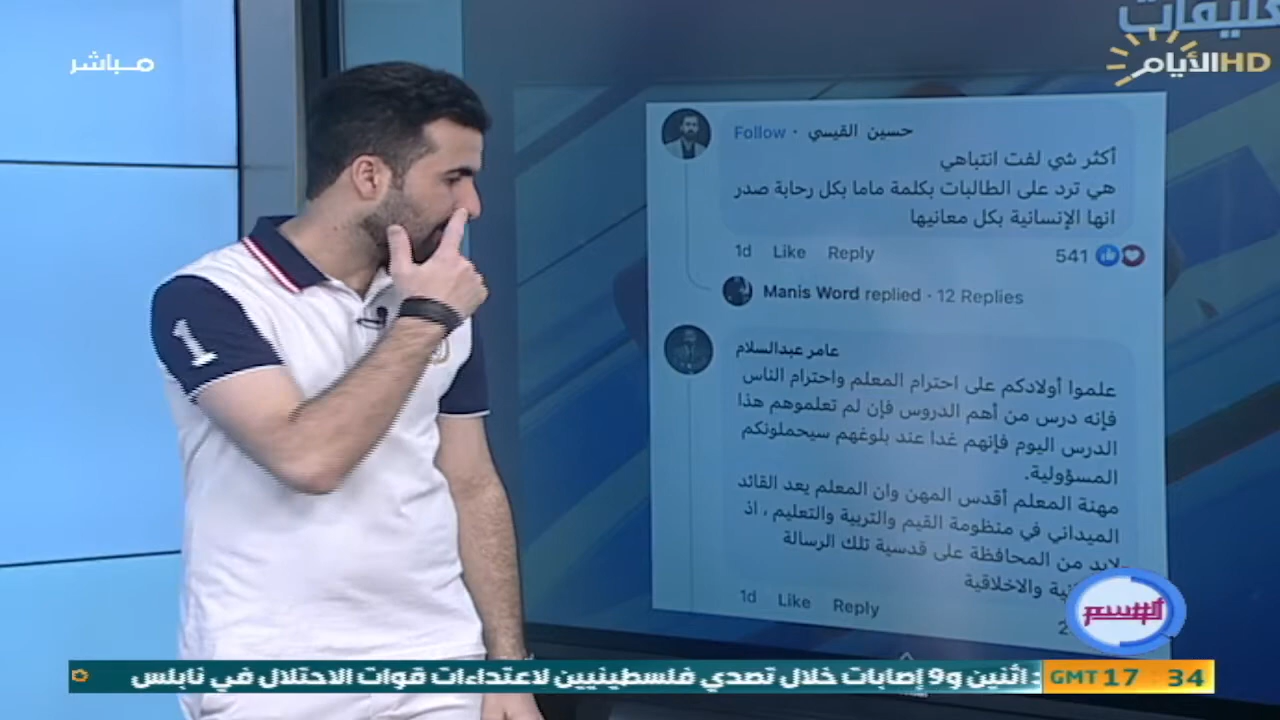 تعليقات
مباشر
الأيام HD
حسين القيسي · Follow
أكثر شي لفت انتباهي
هي ترد على الطالبات بكلمة ماما بكل رحابة صدر
انها الإنسانية بكل معانيها
1d Like Reply 541
Manis Word replied · 12 Replies
عامر عبدالسلام
علموا أولادكم على احترام المعلم واحترام الناس
فإنه درس من أهم الدروس فإن لم تعلموهم هذا
الدرس اليوم فإنهم غدا عند بلوغهم سيحملونكم
المسؤولية.
مهنة المعلم أقدس المهن وان المعلم يعد القائد
الميداني في منظومة القيم والتربية والتعليم ، اذ
لابد من المحافظة على قدسية تلك الرسالة
والاخلاقية
1d Like Reply 2
1
اثنين و9 إصابات خلال تصدي فلسطينيين لاعتداءات قوات الاحتلال في نابلس
GMT 17 34